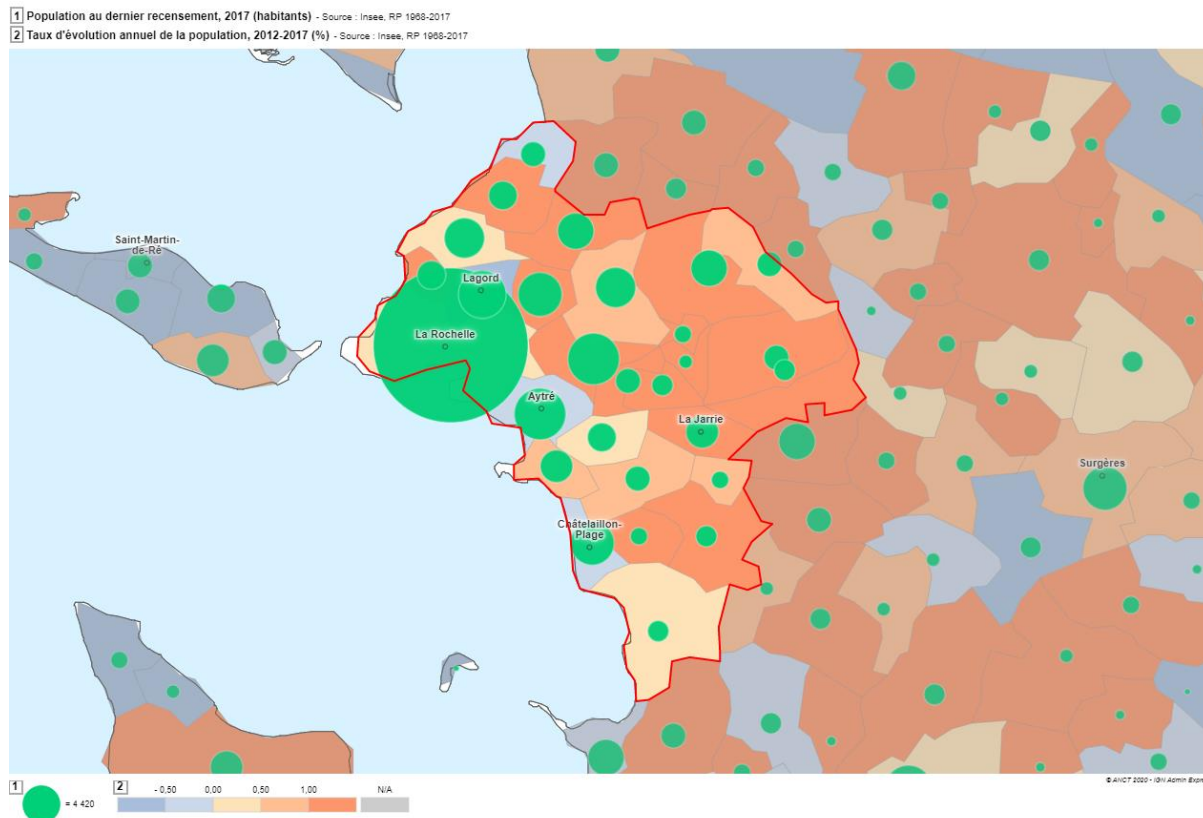 1 Population au dernier recensement, 2017 (habitants) - Source : Insee, RP 1968-2017
2 Taux d'évolution annuel de la population, 2012-2017 (%) - Source : Insee, RP 1968-2017
Saint-Martin-
de-Ré
Lagord
La Rochelle
Aytré
La Jarrie
Surgères
Châtelaillon-
Plage
© ANCT 2020 - IGN Admin Expr
1
= 4 420
2
- 0,50 0,00 0,50 1,00 N/A